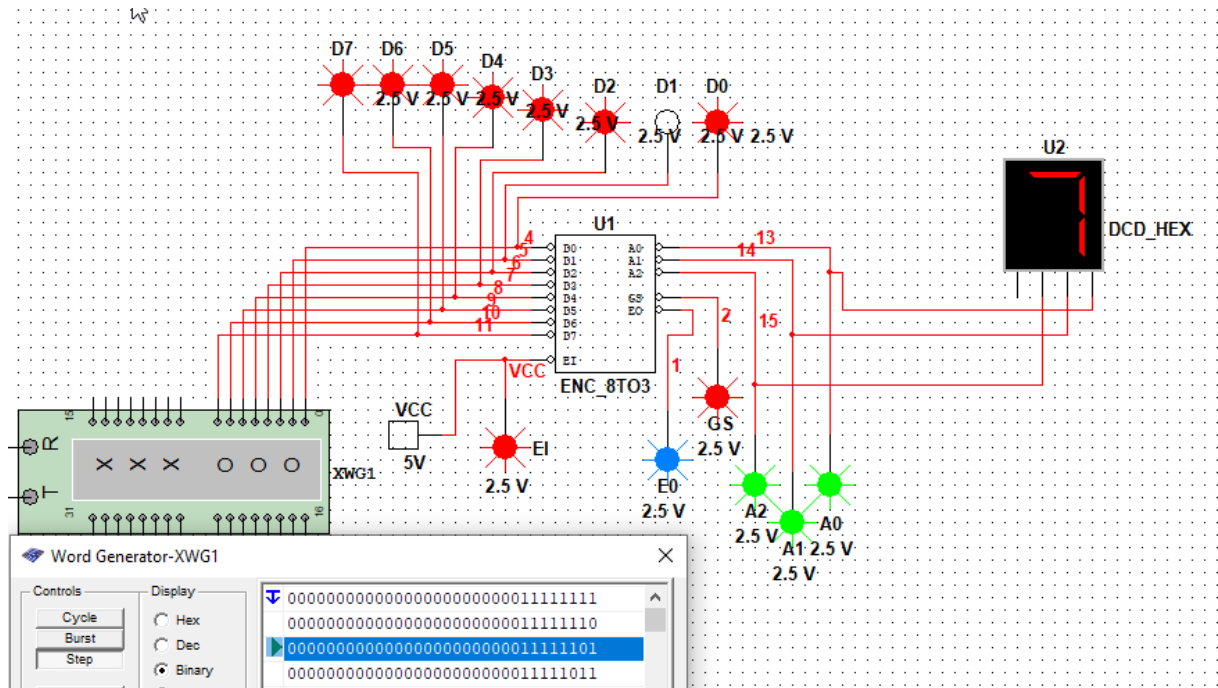 D7 D6 D5 D4 D3 D2 D1 D0
2.5 V 2.5 V 2.5 V 2.5 V 2.5 V 2.5 V 2.5 V 2.5 V
U2
DCD_HEX
U1
4
5
6
7
8
9
10
11
D0
D1
D2
D3
D4
D5
D6
D7
EI
A0
A1
A2
GS
EO
13
14
15
2
1
VCC
ENC_8TO3
VCC
5V
EI
2.5 V
GS
2.5 V
E0
2.5 V
A2
2.5 V
A1
2.5 V
A0
2.5 V
15
0
R
T
X X X O O O
31
16
XWG1
Word Generator-XWG1
Controls
Cycle
Burst
Step
Display
Hex
Dec
Binary
00000000000000000000000011111111
00000000000000000000000011111110
00000000000000000000000011111101
00000000000000000000000011111011